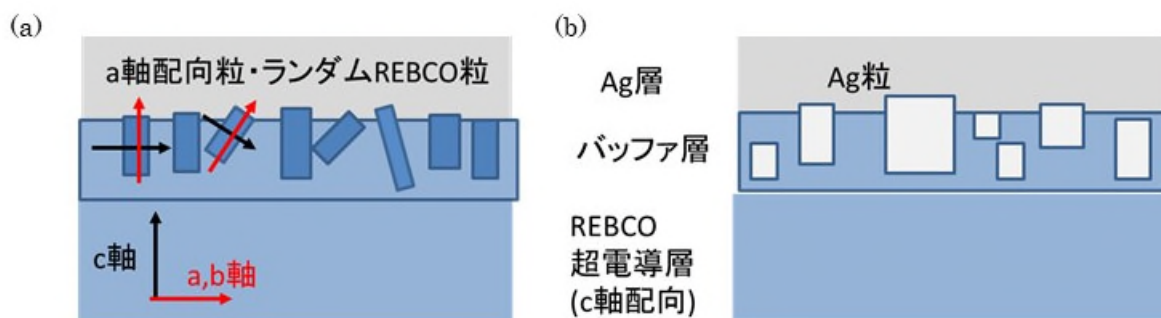 (a)
a軸配向粒・ランダムREBCO粒
c軸
a,b軸
(b)
Ag層
Ag粒
バッファ層
REBCO
超電導層
(c軸配向)